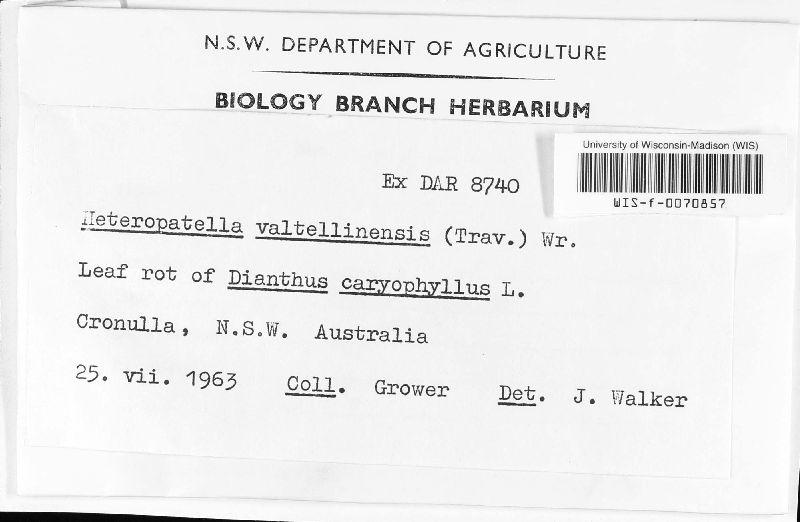 N.S.W. DEPARTMENT OF AGRICULTURE
BIOLOGY BRANCH HERBARIUM
University of Wisconsin-Madison (WIS)
WIS-f-0070857
Ex DAR 8740
Heteropatella valtellinensis (Trav.) Wr.
Leaf rot of Dianthus caryophyllus L.
Cronulla, N.S.W. Australia
25. vii. 1963 Coll. Grower Det. J. Walker